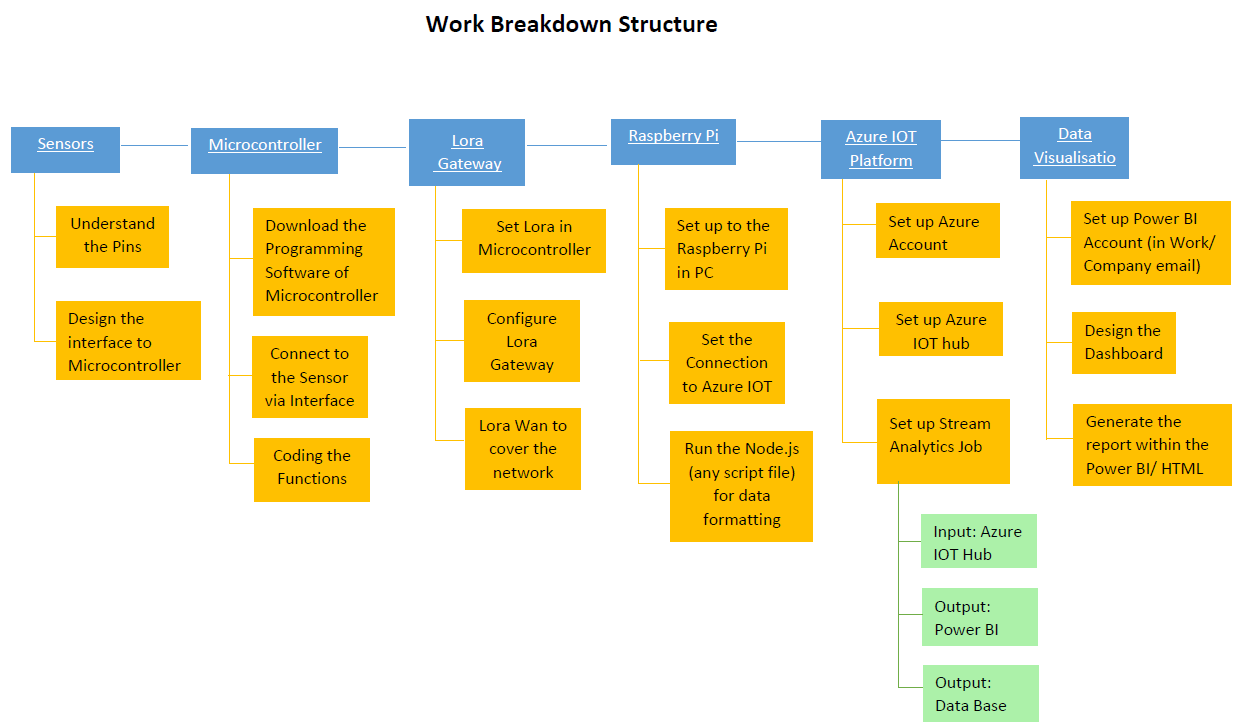 Work Breakdown Structure
Sensors
Understand
the Pins
Design the
interface to
Microcontroller
Microcontroller
Download the
Programming
Software of
Microcontroller
Connect to
the Sensor
via Interface
Coding the
Functions
Lora
Gateway
Set Lora in
Microcontroller
Configure
Lora
Gateway
Lora Wan to
cover the
network
Raspberry Pi
Set up to the
Raspberry Pi
in PC
Set the
Connection
to Azure IOT
Run the Node.js
(any script file)
for data
formatting
Azure IOT
Platform
Set up Azure
Account
Set up Azure
IOT hub
Set up Stream
Analytics Job
Input: Azure
IOT Hub
Output:
Power BI
Output:
Data Base
Data
Visualisatio
Set up Power BI
Account (in Work/
Company email)
Design the
Dashboard
Generate the
report within the
Power BI/ HTML